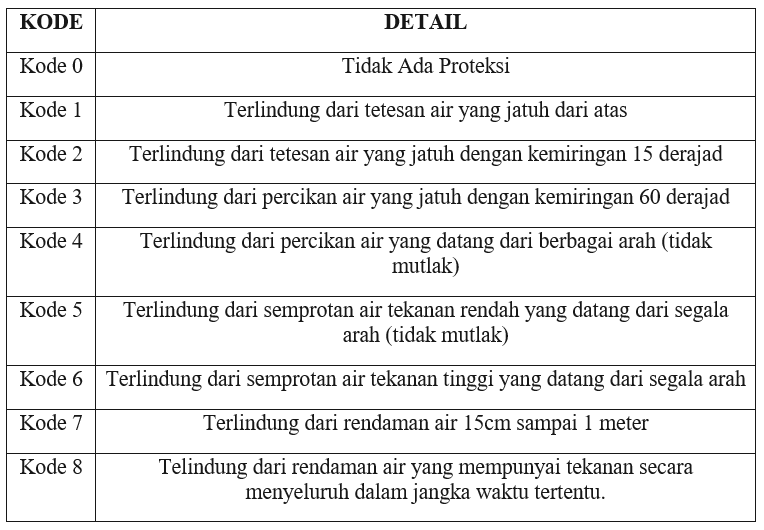 KODE DETAIL
Kode 0 Tidak Ada Proteksi
Kode 1 Terlindung dari tetesan air yang jatuh dari atas
Kode 2 Terlindung dari tetesan air yang jatuh dengan kemiringan 15 derajad
Kode 3 Terlindung dari percikan air yang jatuh dengan kemiringan 60 derajad
Kode 4 Terlindung dari percikan air yang datang dari berbagai arah (tidak
mutlak)
Kode 5 Terlindung dari semprotan air tekanan rendah yang datang dari segala
arah (tidak mutlak)
Kode 6 Terlindung dari semprotan air tekanan tinggi yang datang dari segala arah
Kode 7 Terlindung dari rendaman air 15cm sampai 1 meter
Kode 8 Telindung dari rendaman air yang mempunyai tekanan secara
menyeluruh dalam jangka waktu tertentu.